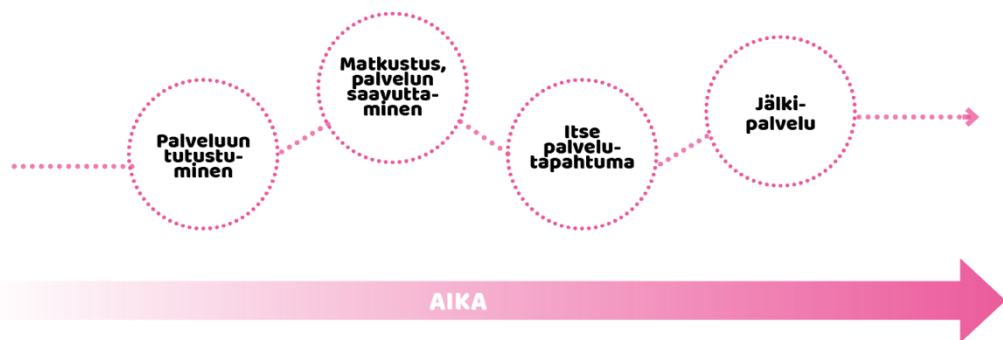 Palveluun
tutustu-
minen
Matkustus,
palvelun
saavutta-
minen
Itse
palvelu-
tapahtuma
Jälki-
palvelu
AIKA